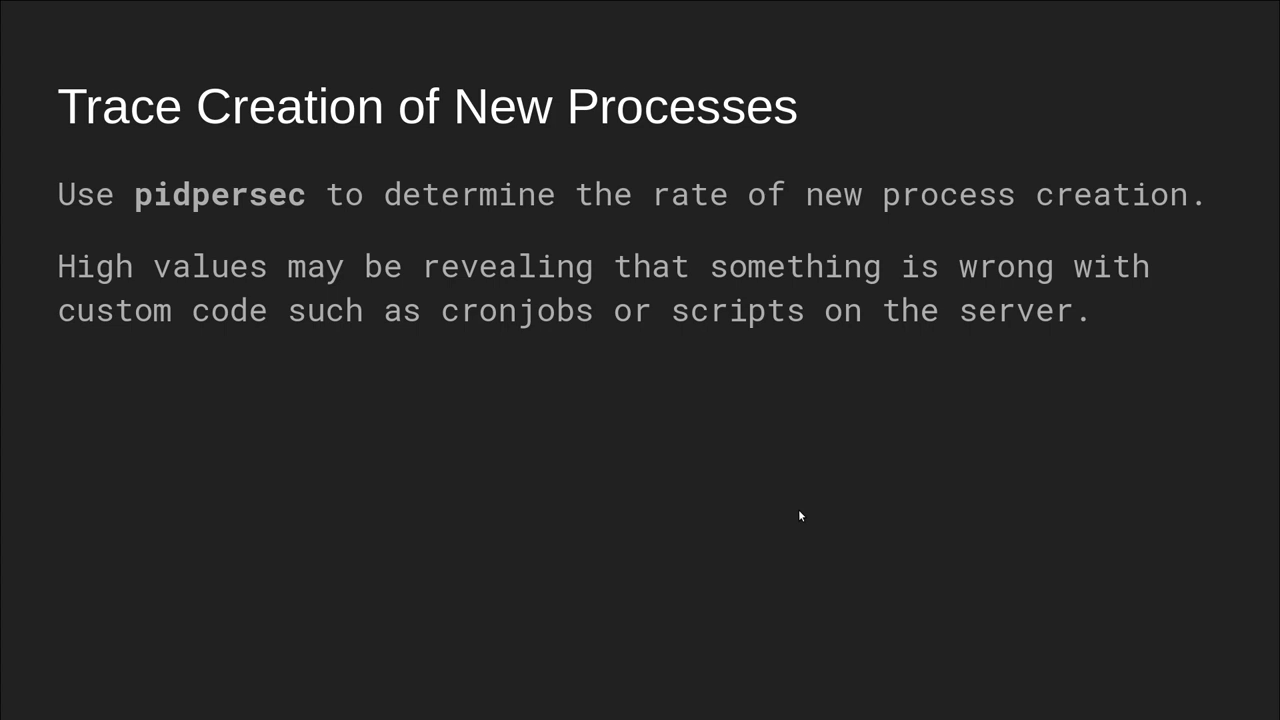 Trace Creation of New Processes
Use pidpersec to determine the rate of new process creation.
High values may be revealing that something is wrong with
custom code such as cronjobs or scripts on the server.